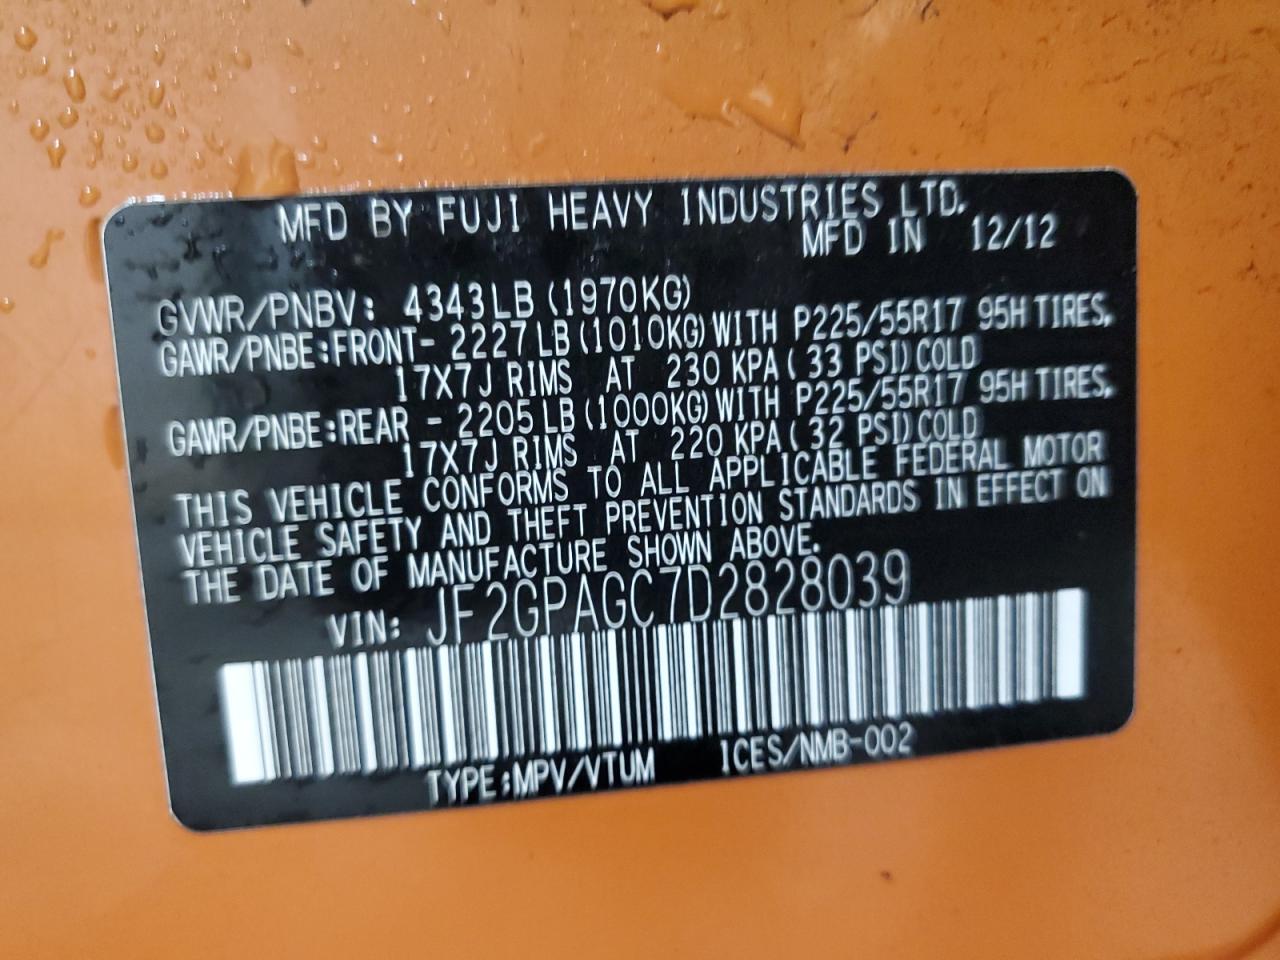 MFD BY FUJI HEAVY INDUSTRIES LTD.
MFD IN 12/12
GVWR/PNBV: 4343LB (1970KG)
GAWR/PNBE:FRONT- 2227LB (1010KG) WITH P225/55R17 95H TIRES,
17X7J RIMS AT 230 KPA( 33 PSI)COLD
GAWR/PNBE:REAR - 2205LB (1000KG) WITH P225/55R17 95H TIRES,
17X7J RIMS AT 220 KPA( 32 PSI)COLD
THIS VEHICLE CONFORMS TO ALL APPLICABLE FEDERAL MOTOR
VEHICLE SAFETY AND THEFT PREVENTION STANDARDS IN EFFECT ON
THE DATE OF MANUFACTURE SHOWN ABOVE.
VIN: JF2GPAGC7D2828039
TYPE:MPV/VTUM ICES/NMB-002